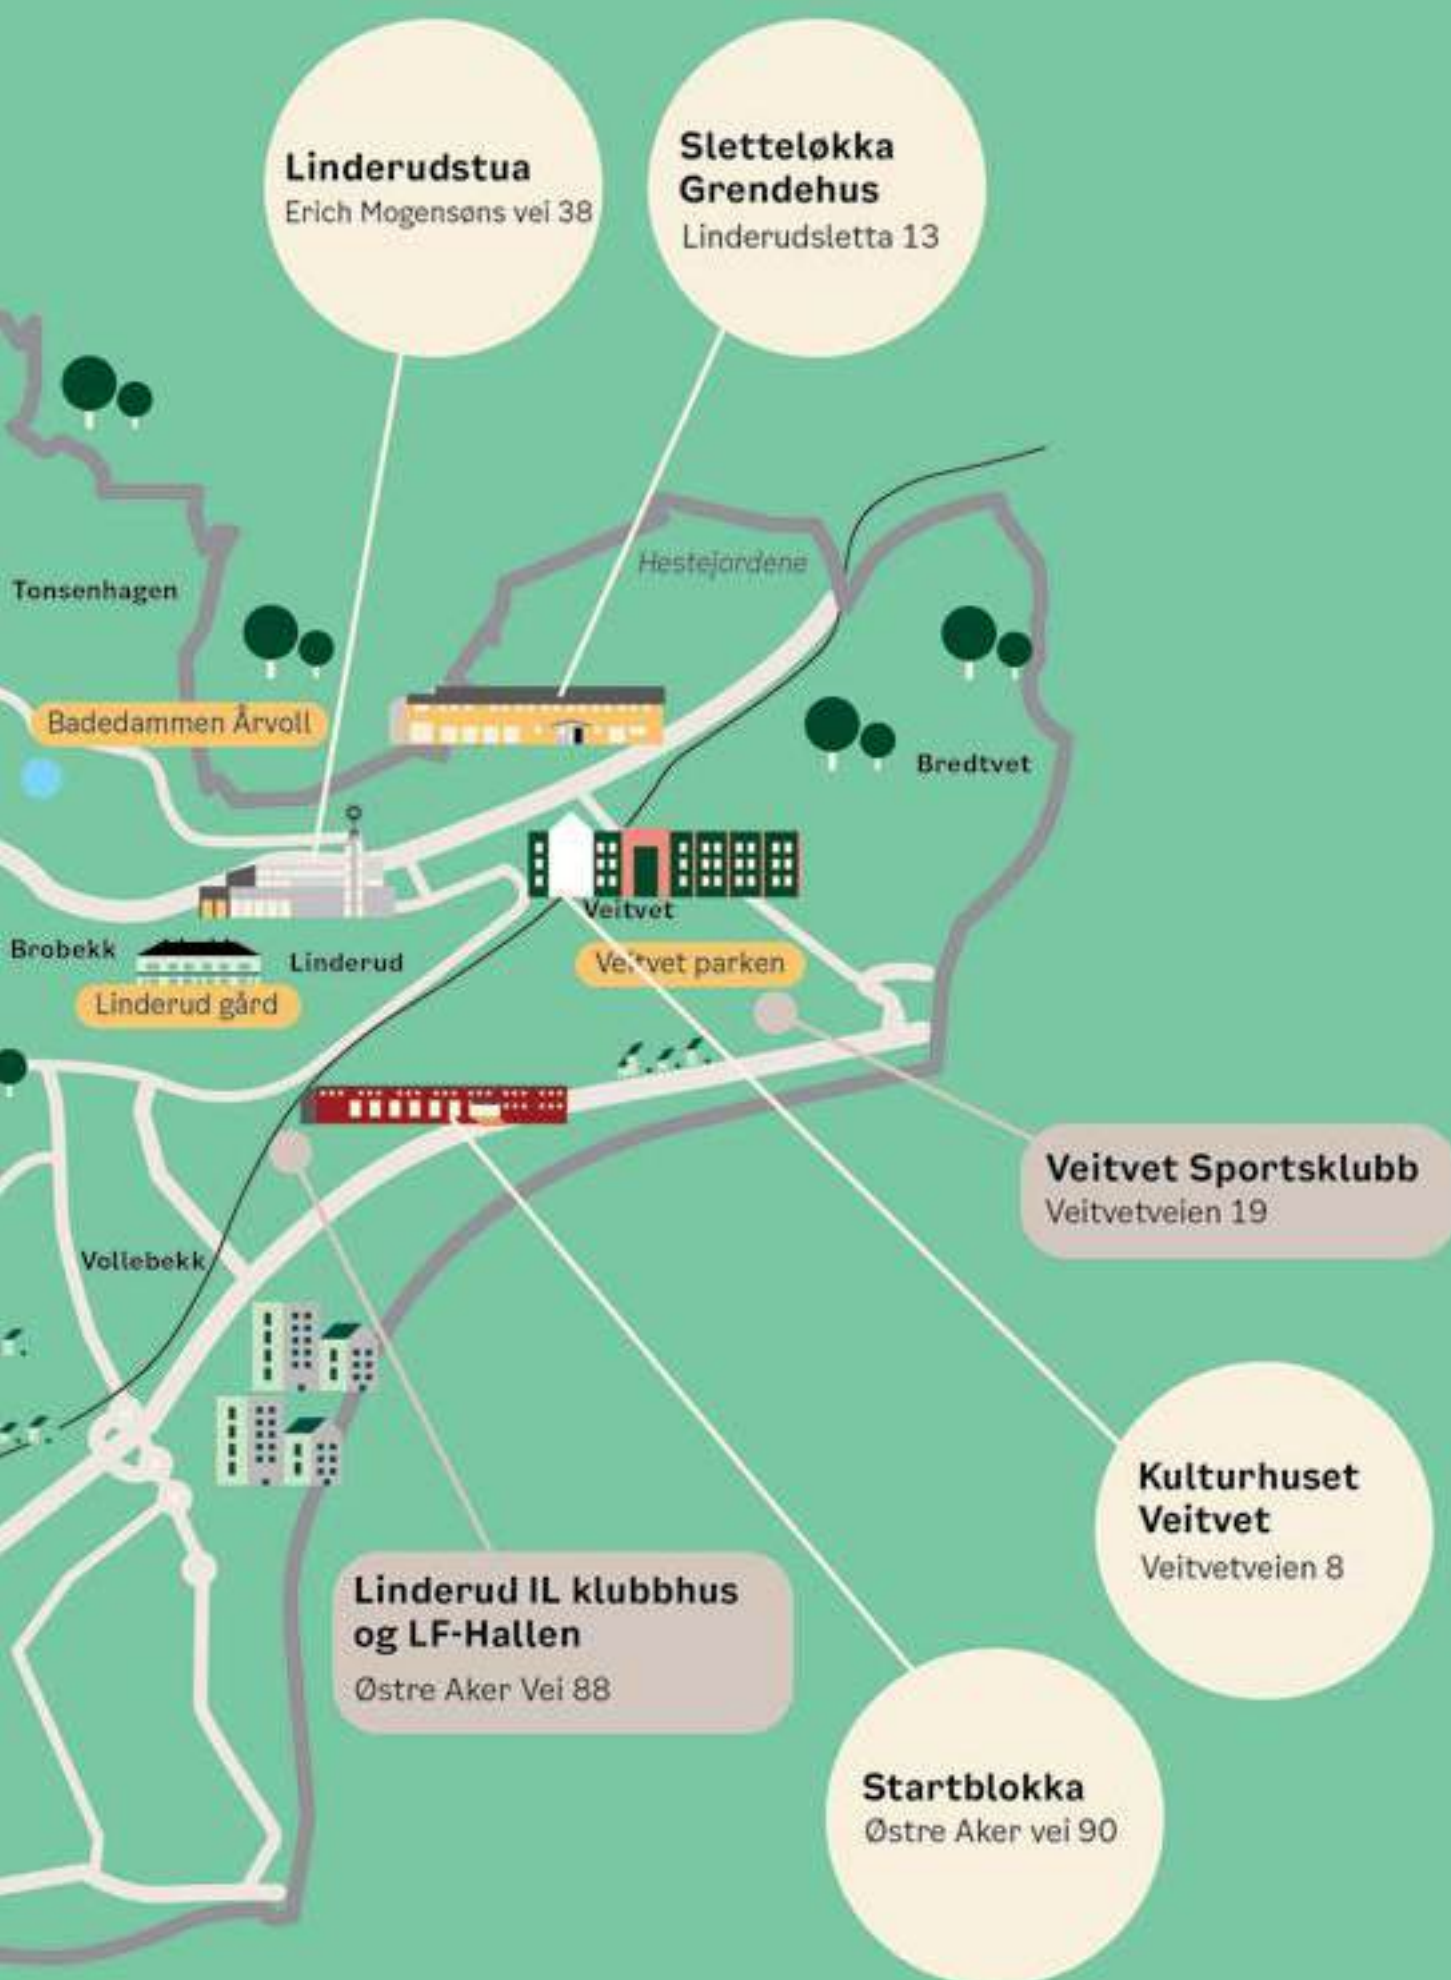 Linderudstua
Erich Mogensøns vei 38
Sletteløkka
Grendehus
Linderudsletta 13
Hestejordene
Tonsenhagen
Badedammen Årvoll
Bredtvet
Veitvet
Brobekk
Linderud
Veitvet parken
Linderud gård
Veitvet Sportsklubb
Veitvetveien 19
Vollebekk
Kulturhuset
Veitvet
Veitvetveien 8
Linderud IL klubbhus
og LF-Hallen
Østre Aker Vei 88
Startblokka
Østre Aker vei 90